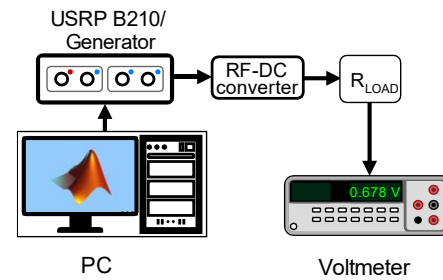 USRP B210/
Generator
RF-DC
converter
RLOAD
0.678 V
PC
Voltmeter